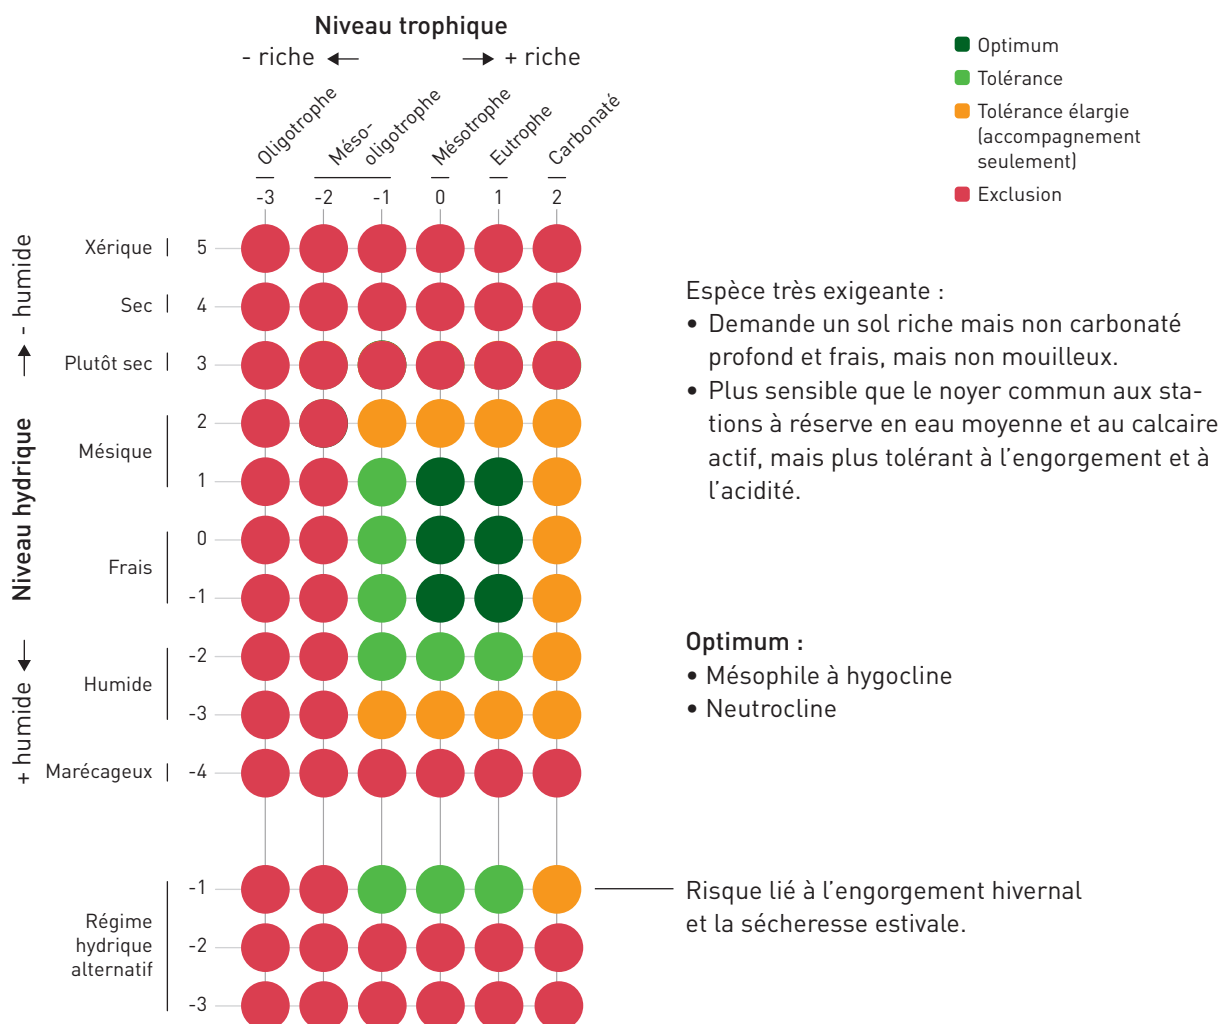 Niveau trophique
- riche
+ riche
Oligotrophe
Méso-
oligotrophe
Mésotrophe
Eutrophe
Carbonaté
-3
-2
-1
0
1
2
Optimum
Tolérance
Tolérance élargie
(accompagnement
seulement)
Exclusion
Niveau hydrique
- humide
+ humide
Xérique
5
Sec
4
Plutôt sec
3
Mésique
2
1
Frais
0
-1
Humide
-2
-3
Marécageux
-4
Régime
hydrique
alternatif
-1
-2
-3
Espèce très exigeante :
• Demande un sol riche mais non carbonaté
profond et frais, mais non mouilleux.
• Plus sensible que le noyer commun aux sta-
tions à réserve en eau moyenne et au calcaire
actif, mais plus tolérant à l'engorgement et à
l'acidité.
Optimum :
• Mésophile à hygocline
• Neutrocline
Risque lié à l'engorgement hivernal
et la sécheresse estivale.